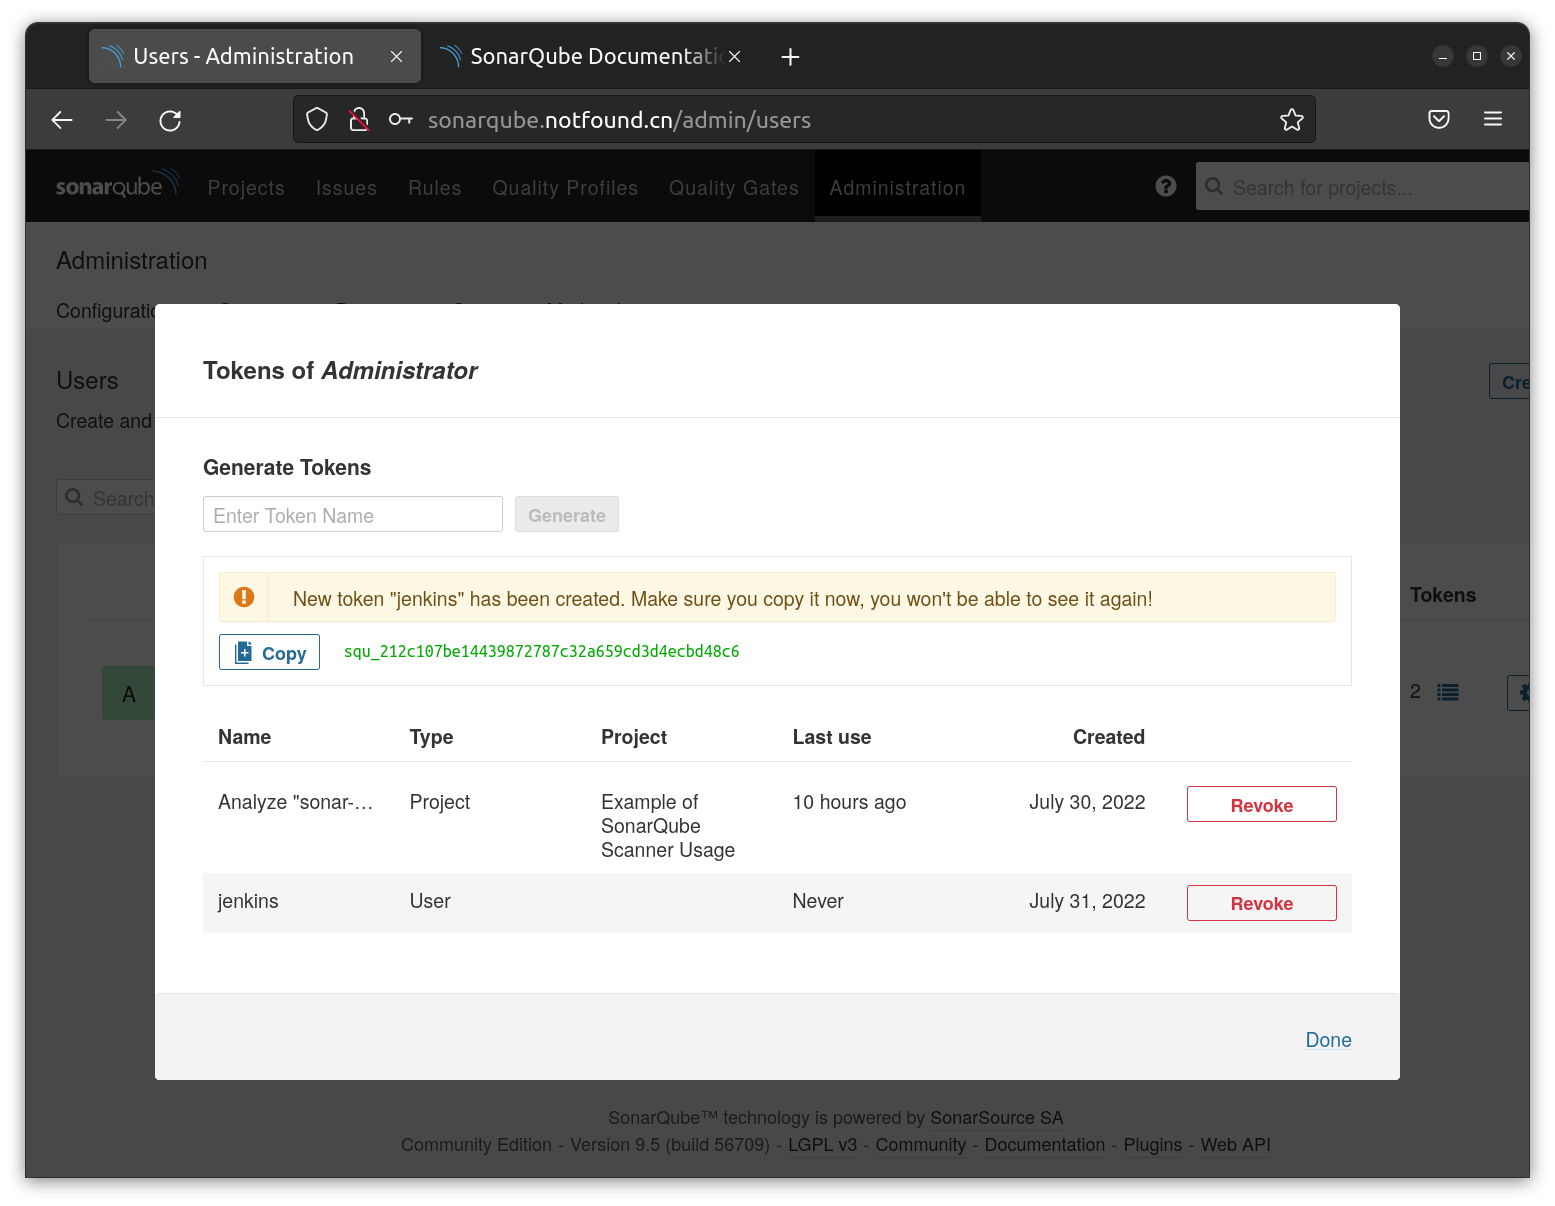 Users - Administration
SonarQube Documentatio
sonarqube.notfound.cn/admin/users
sonarqube
Projects
Issues
Rules
Quality Profiles
Quality Gates
Administration
Search for projects...
Administration
Configuratio
Users
Cre
Create and
Search
Tokens
A
2
Tokens of Administrator
Generate Tokens
Enter Token Name
Generate
New token "jenkins" has been created. Make sure you copy it now, you won't be able to see it again!
Copy
squ_212c107be14439872787c32a659cd3d4ecbd48c6
Name Type Project Last use Created
Analyze "sonar-... Project Example of 10 hours ago July 30, 2022 Revoke
SonarQube
Scanner Usage
jenkins User Never July 31, 2022 Revoke
Done
SonarQube™ technology is powered by SonarSource SA
Community Edition - Version 9.5 (build 56709) - LGPL v3 - Community - Documentation - Plugins - Web API